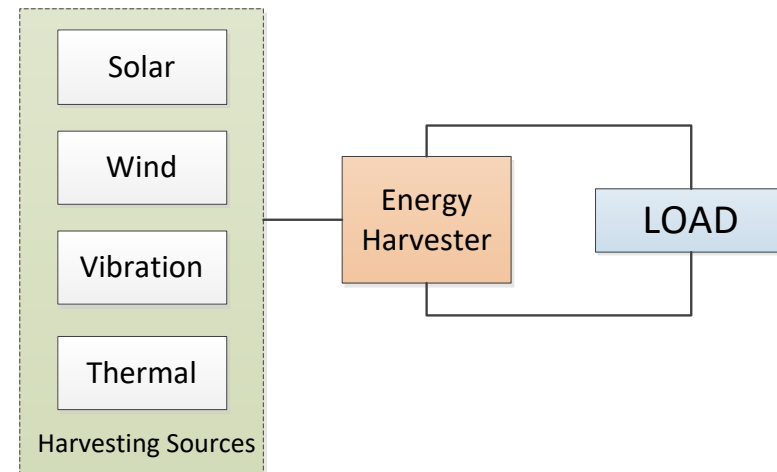 Solar
Wind
Vibration
Thermal
Harvesting Sources
Energy
Harvester
LOAD